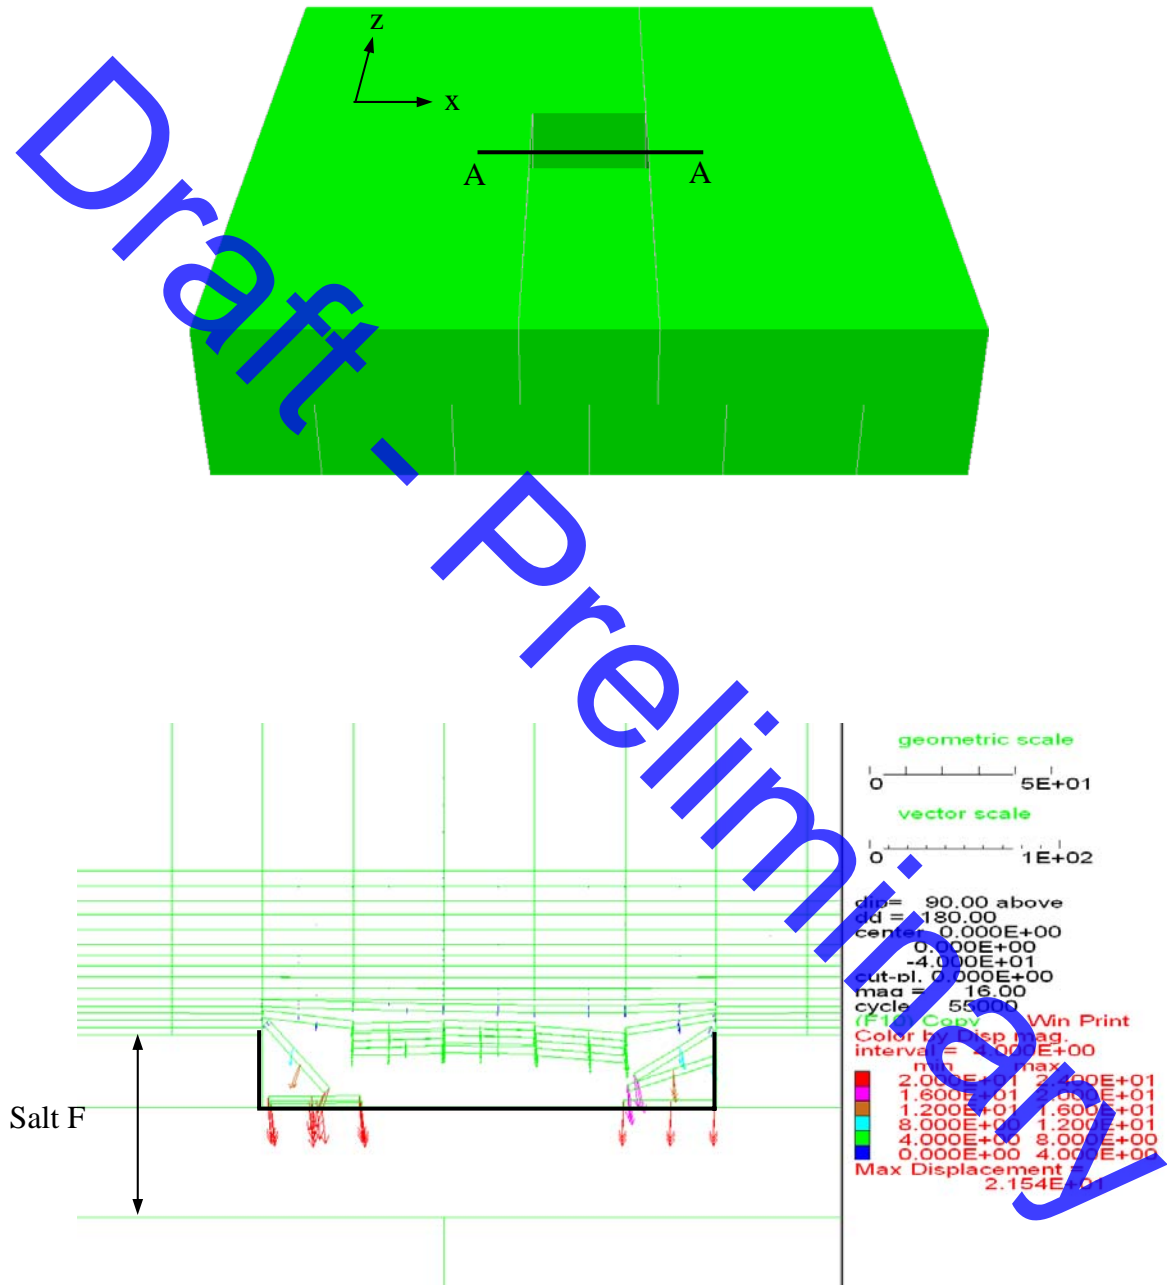 z
x
A
A
Draft - Preliminary
geometric scale
0 5E+01
vector scale
0 1E+02
dip= 90.00 above
dd = 180.00
center 0.000E+00
0.000E+00
-4.000E+01
cut-pl. 0.000E+00
mag = 16.00
cycle 55000
(F10) Copy Win Print
Color by Disp mag.
interval = 4.000E+00
min max
2.000E+01 2.400E+01
1.600E+01 2.000E+01
1.200E+01 1.600E+01
8.000E+00 1.200E+01
4.000E+00 8.000E+00
0.000E+00 4.000E+00
Max Displacement =
2.154E+01
Salt F